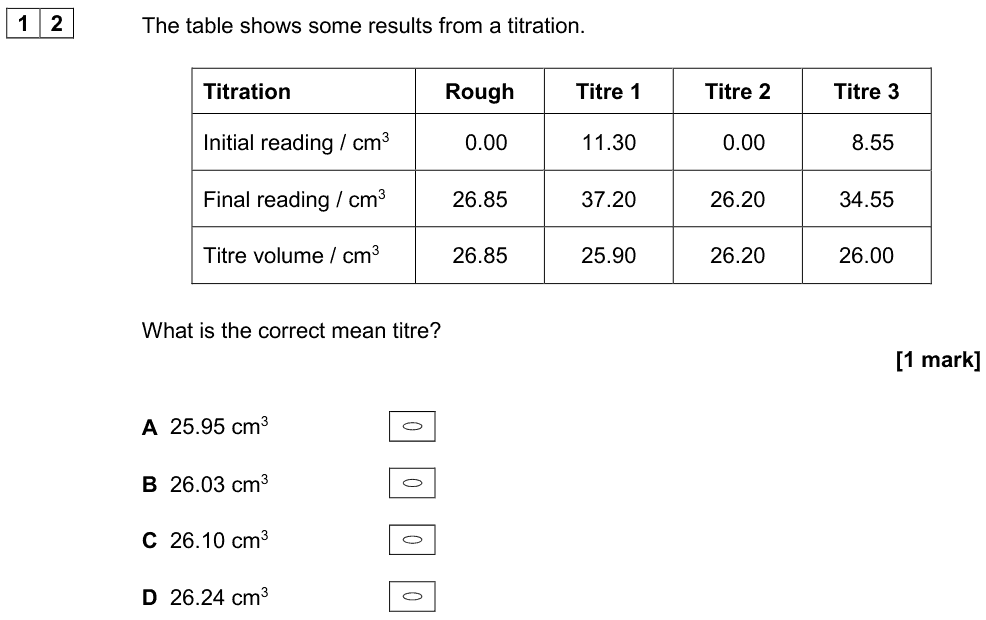 1 2 The table shows some results from a titration.
Titration Rough Titre 1 Titre 2 Titre 3
Initial reading / cm³ 0.00 11.30 0.00 8.55
Final reading / cm³ 26.85 37.20 26.20 34.55
Titre volume / cm³ 26.85 25.90 26.20 26.00
What is the correct mean titre?
[1 mark]
A 25.95 cm³
B 26.03 cm³
C 26.10 cm³
D 26.24 cm³